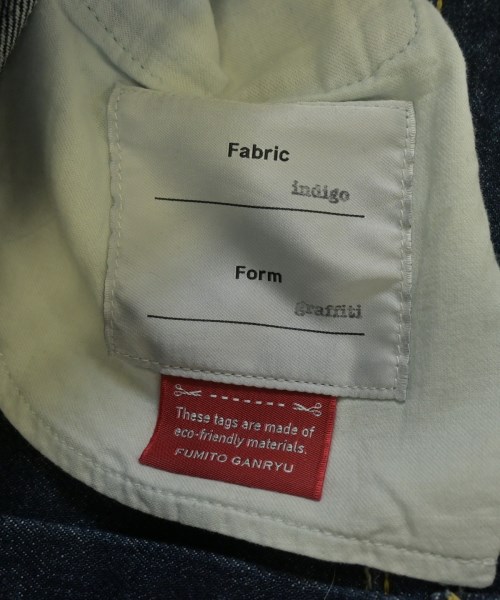 Fabric
indigo
Form
graffiti
These tags are made of
eco-friendly materials.
FUMITO GANRYU